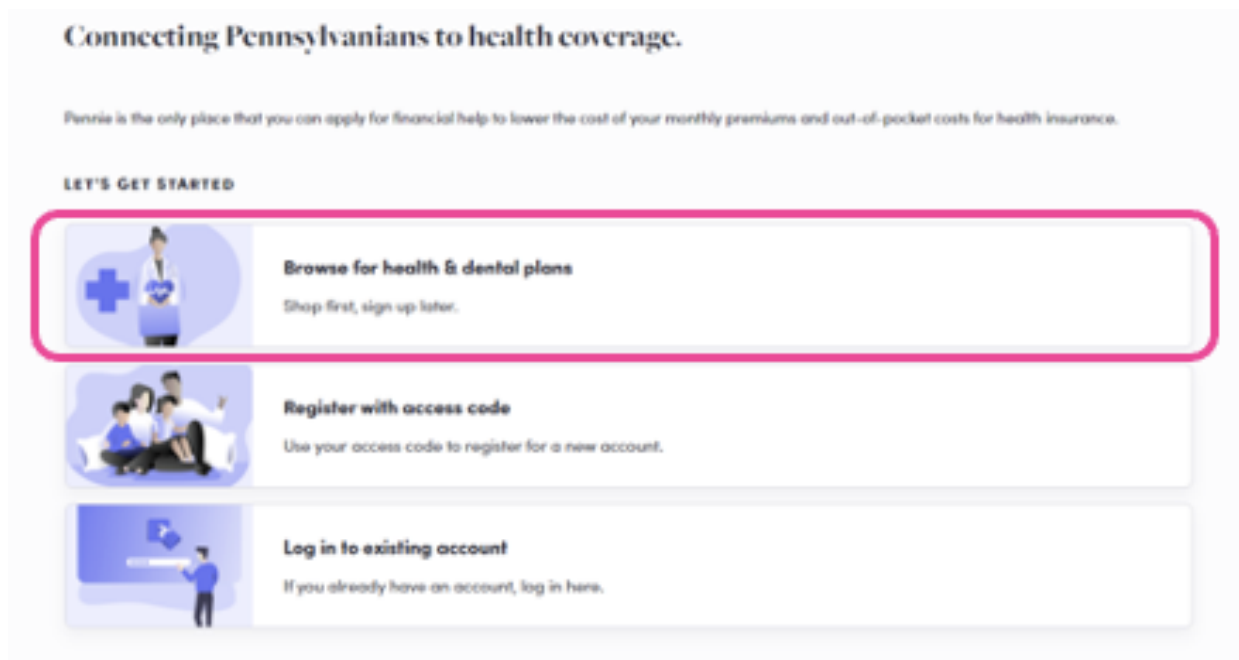 Connecting Pennsylvanians to health coverage.
Pennie is the only place that you can apply for financial help to lower the cost of your monthly premiums and out-of-pocket costs for health insurance.
LET'S GET STARTED
Browse for health & dental plans
Shop first, sign up later.
Register with access code
Use your access code to register for a new account.
Log in to existing account
If you already have an account, log in here.